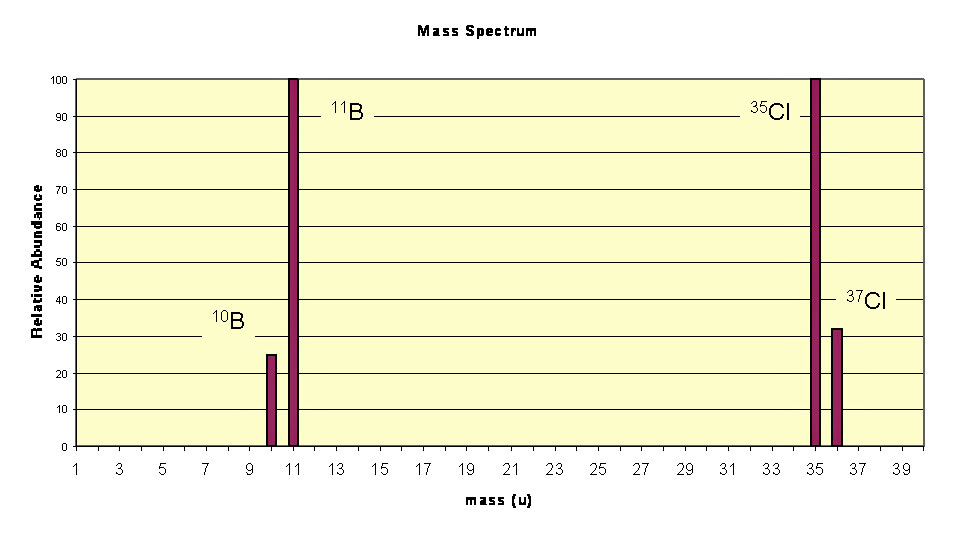 Mass Spectrum
100
90
80
70
60
50
40
30
20
10
0
Relative Abundance
¹⁰B
¹¹B
³⁵Cl
³⁷Cl
1 3 5 7 9 11 13 15 17 19 21 23 25 27 29 31 33 35 37 39
mass (u)